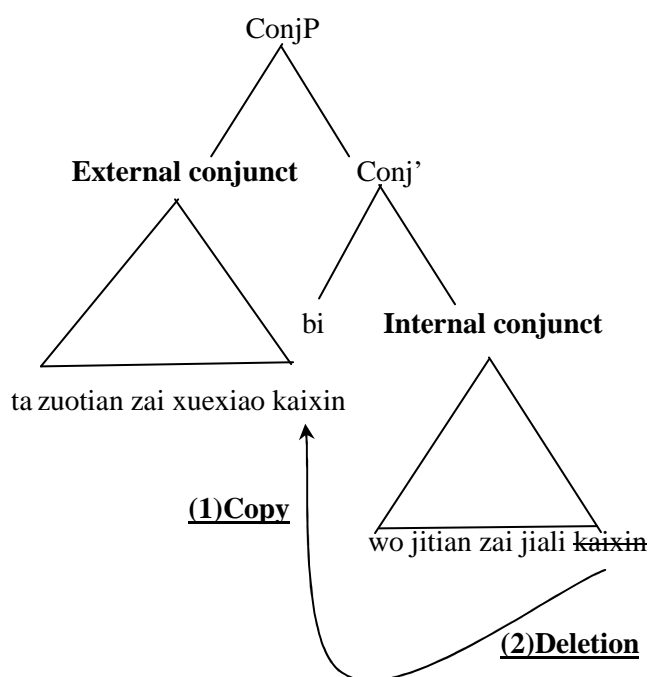 ConjP
External conjunct Conj’
bi Internal conjunct
ta zuotian zai xuexiao kaixin
(1)Copy
wo jitian zai jiali kaixin
(2)Deletion